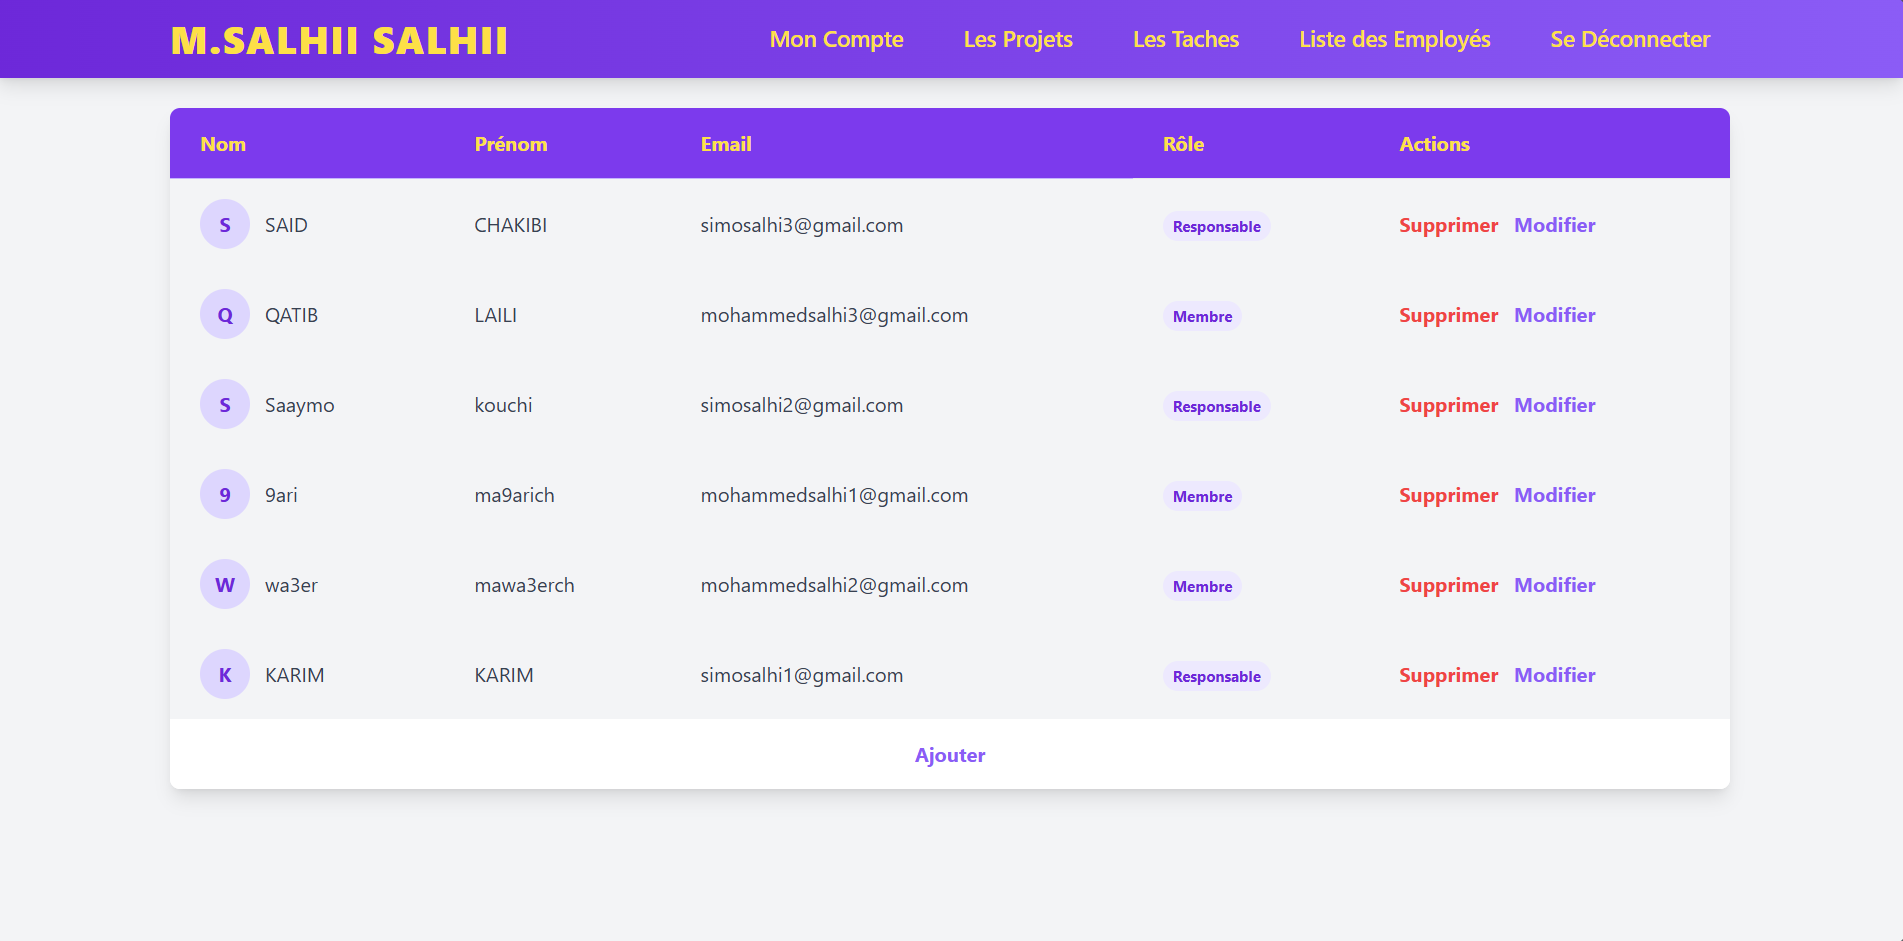 M.SALHII SALHII Mon Compte Les Projets Les Taches Liste des Employés Se Déconnecter
Nom Prénom Email Rôle Actions
S SAID CHAKIBI simosalhi3@gmail.com Responsable Supprimer Modifier
Q QATIB LAILI mohammedsalhi3@gmail.com Membre Supprimer Modifier
S Saaymo kouchi simosalhi2@gmail.com Responsable Supprimer Modifier
9 9ari ma9arich mohammedsalhi1@gmail.com Membre Supprimer Modifier
W wa3er mawa3erch mohammedsalhi2@gmail.com Membre Supprimer Modifier
K KARIM KARIM simosalhi1@gmail.com Responsable Supprimer Modifier
Ajouter